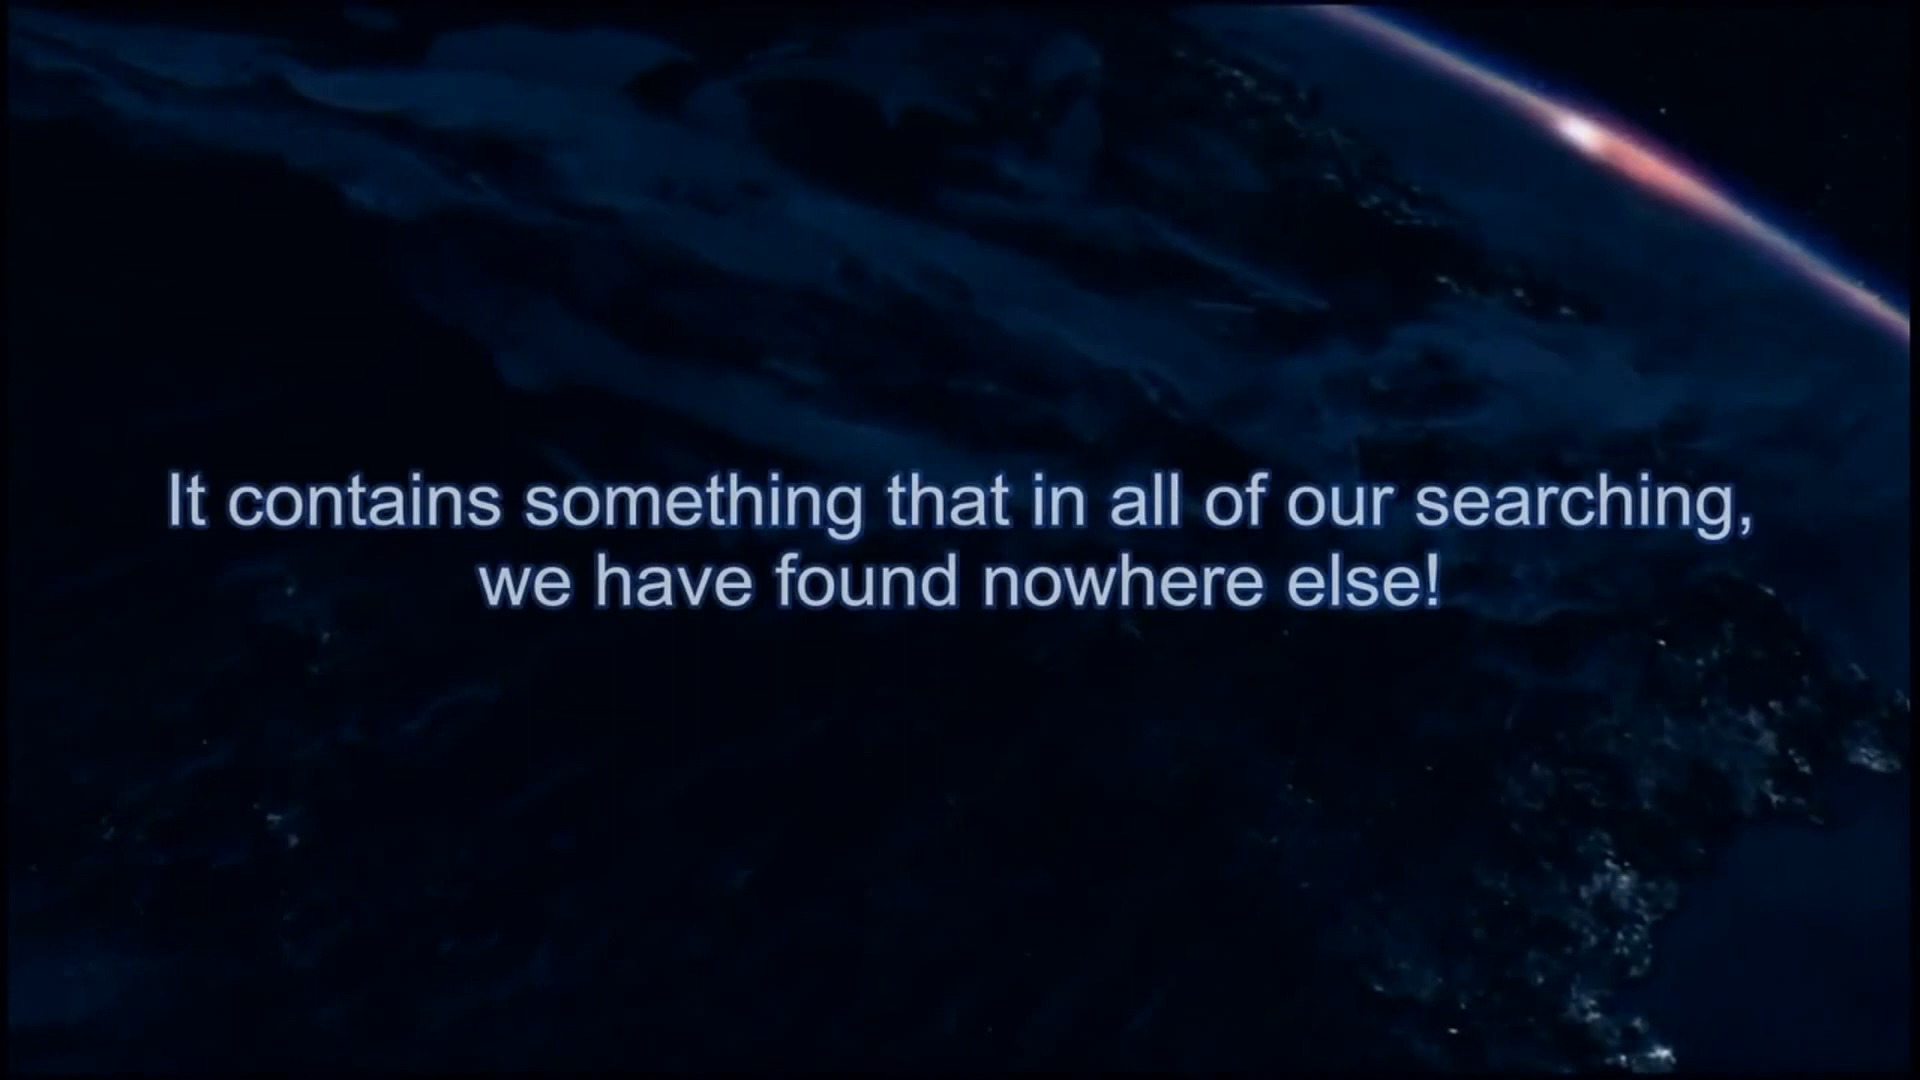 It contains something that in all of our searching,
we have found nowhere else!